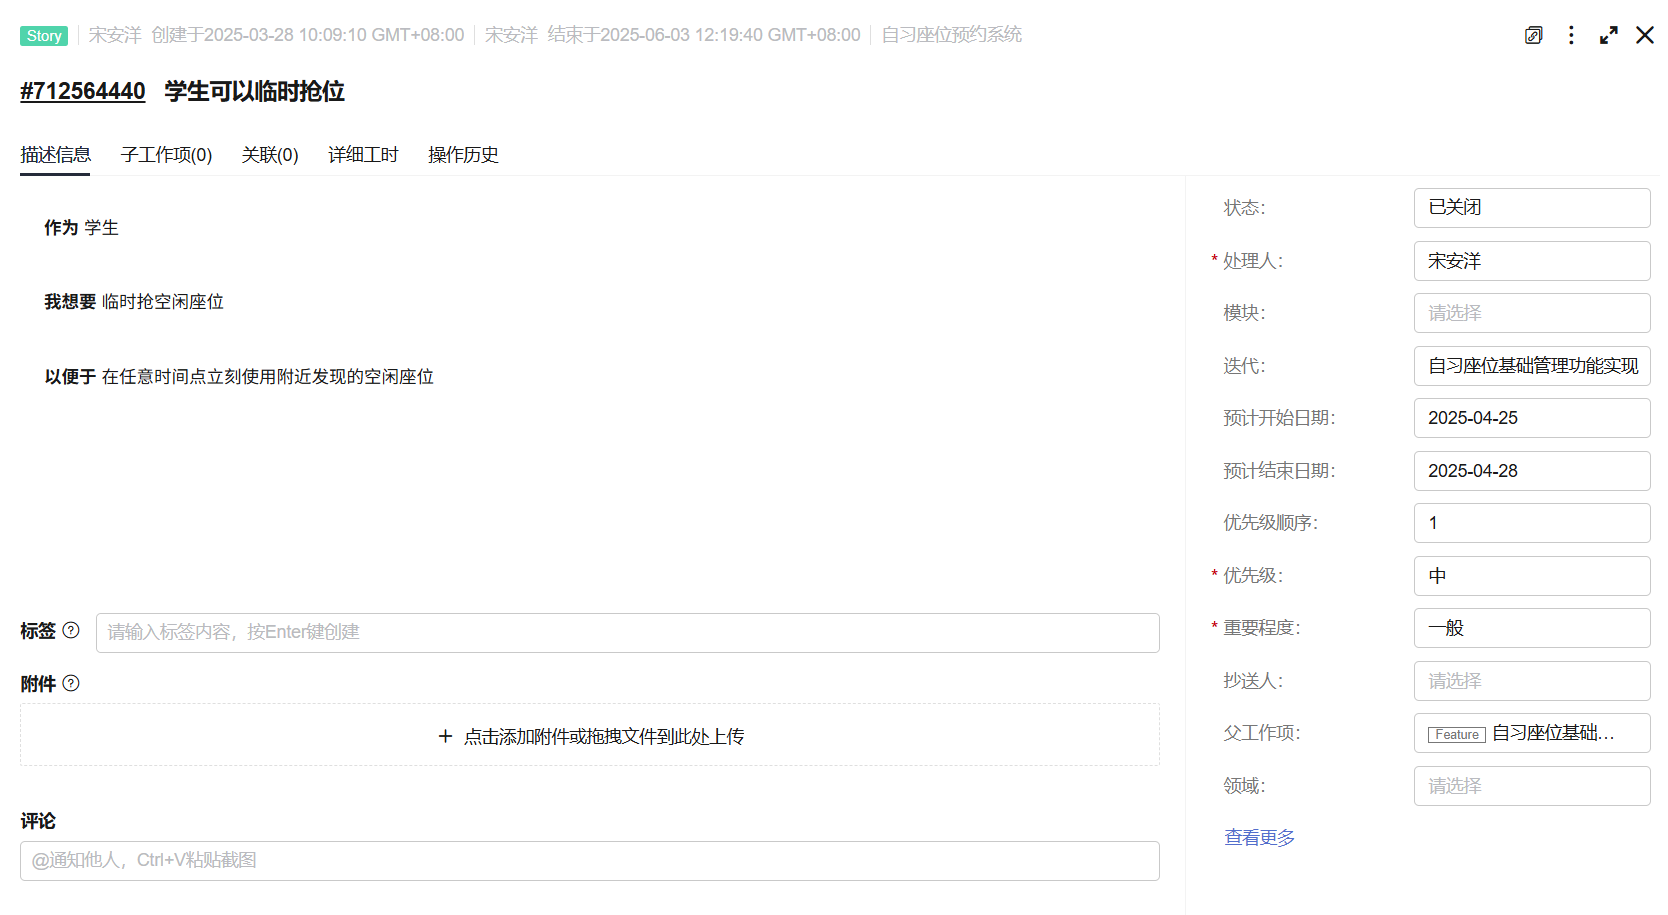 Story 宋安洋 创建于2025-03-28 10:09:10 GMT+08:00 宋安洋 结束于2025-06-03 12:19:40 GMT+08:00 自习座位预约系统
#712564440 学生可以临时抢位
描述信息 子工作项(0) 关联(0) 详细工时 操作历史
作为 学生
我想要 临时抢空闲座位
以便于 在任意时间点立刻使用附近发现的空闲座位
标签 ? 请输入标签内容，按Enter键创建
附件 ?
+ 点击添加附件或拖拽文件到此处上传
评论
@通知他人，Ctrl+V粘贴截图
状态： 已关闭
* 处理人： 宋安洋
模块： 请选择
迭代： 自习座位基础管理功能实现
预计开始日期： 2025-04-25
预计结束日期： 2025-04-28
优先级顺序： 1
* 优先级： 中
* 重要程度： 一般
抄送人： 请选择
父工作项： Feature 自习座位基础...
领域： 请选择
查看更多